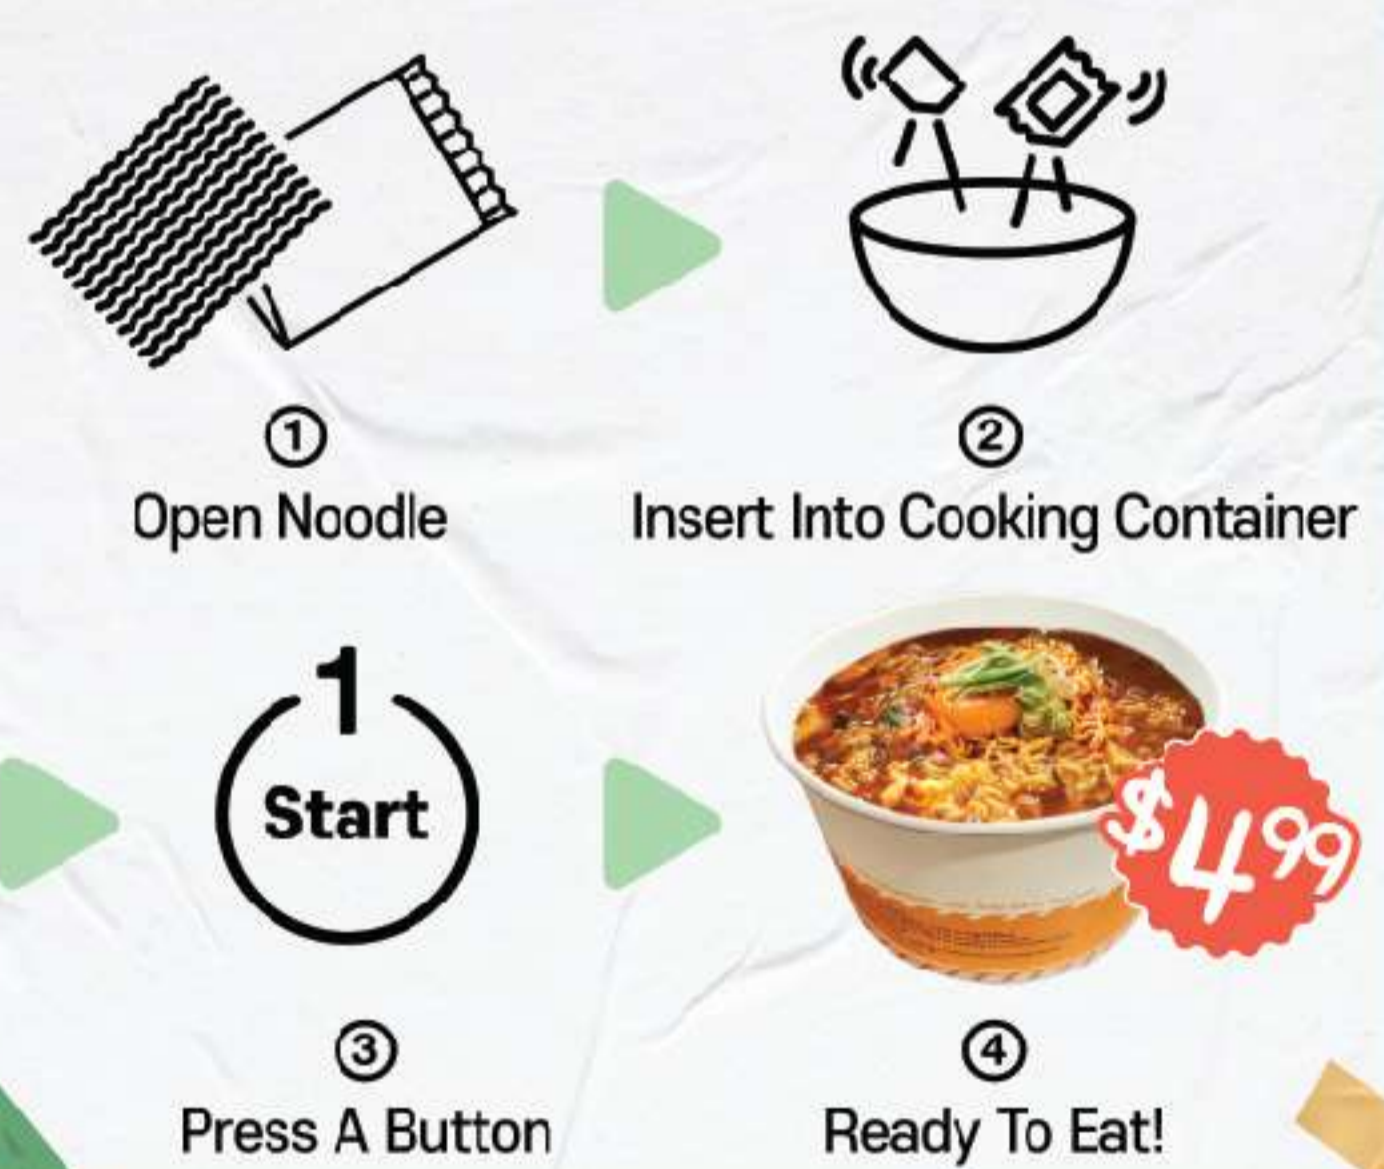 ①
Open Noodle
②
Insert Into Cooking Container
1
Start
③
Press A Button
$4.99
④
Ready To Eat!